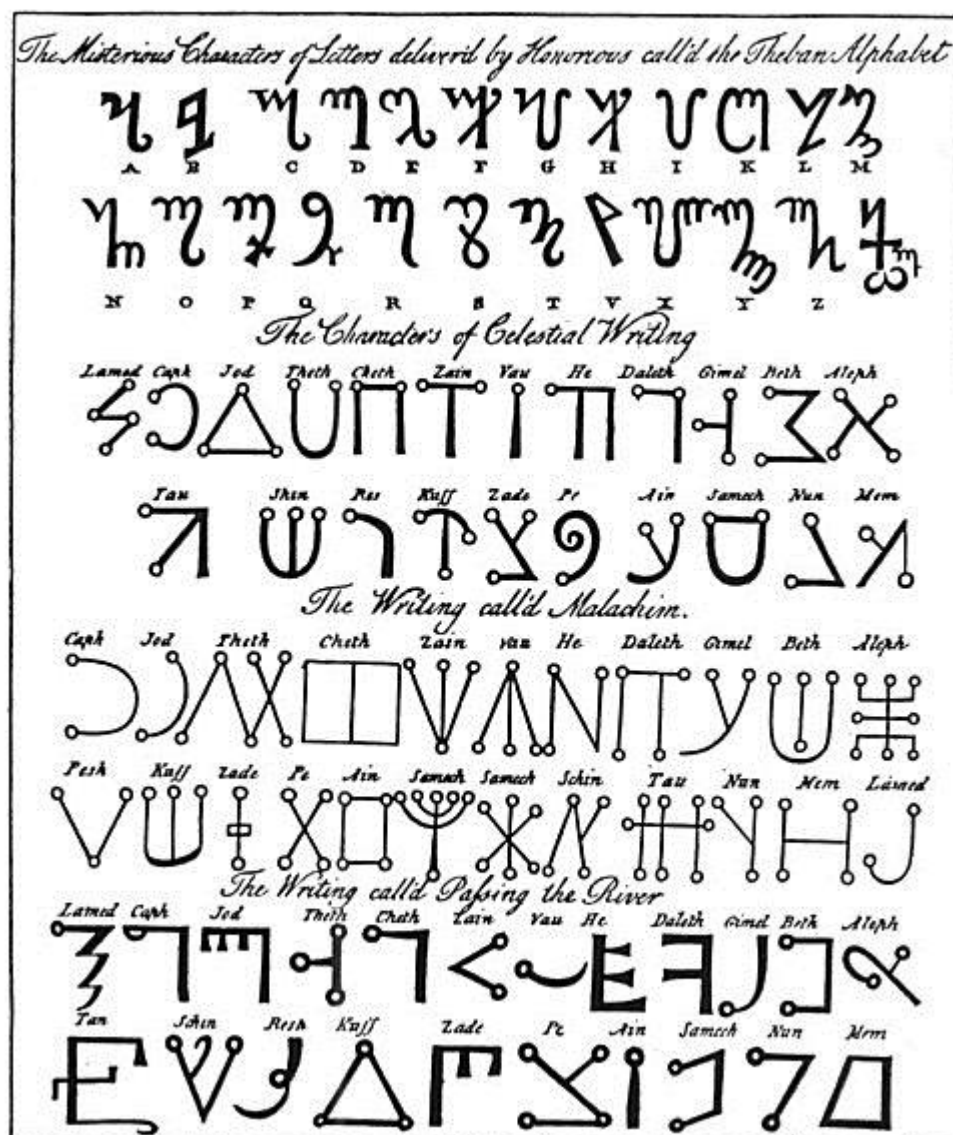 The Misterious Characters of Letters deliver'd by Honorious call'd the Theban Alphabet
A B C D E F G H I K L M
N O P Q R S T V X Y Z
The Characters of Celestial Writing
Lamed Caph Jod Theth Cheth Zain Vau He Daleth Gimel Beth Aleph
Tau Shin Res Kuff Zade Pe Ain Samech Nun Mem
The Writing call'd Malachim.
Caph Jod Theth Cheth Zain Vau He Daleth Gimel Beth Aleph
Resh Kuff Zade Pe Ain Samech Samech Schin Tau Nun Mem Lamed
The Writing call'd Passing the River
Lamed Caph Jod Theth Cheth Zain Vau He Daleth Gimel Beth Aleph
Tau Schin Resh Kuff Zade Pe Ain Samech Nun Mem